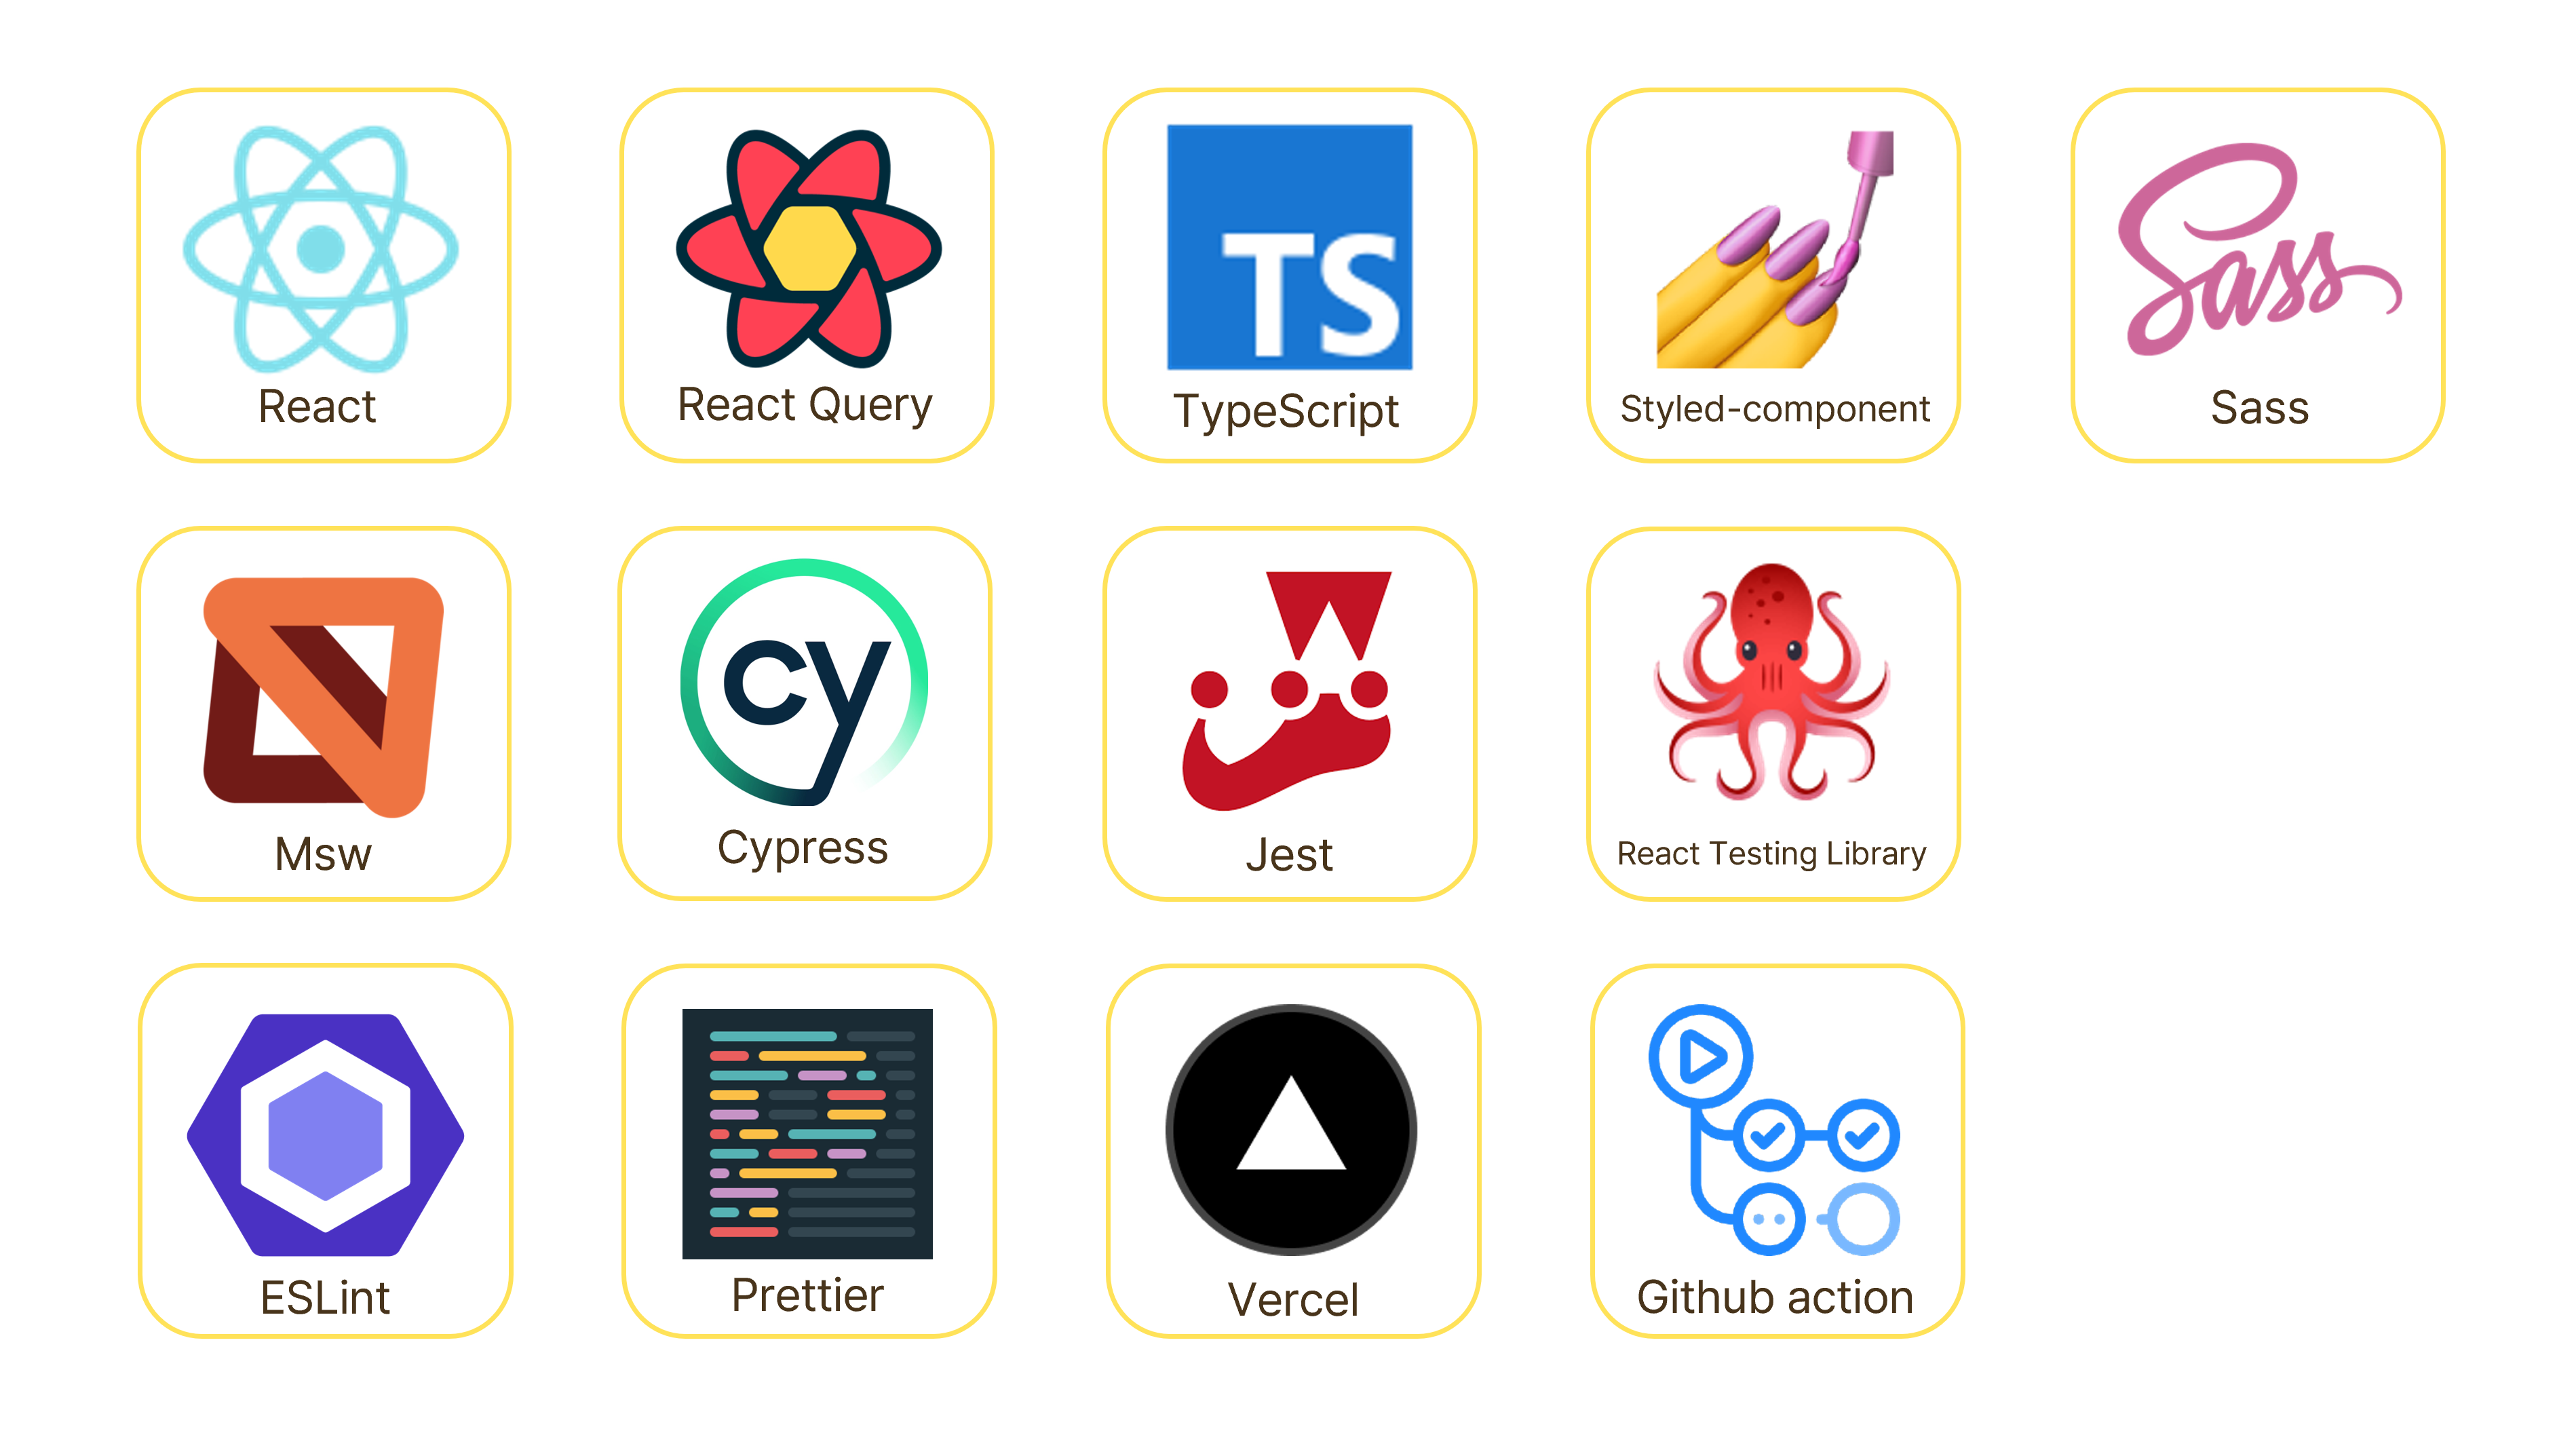 TS
Sass
React
React Query
TypeScript
Styled-component
Sass
cy
Msw
Cypress
Jest
React Testing Library
ESLint
Prettier
Vercel
Github action